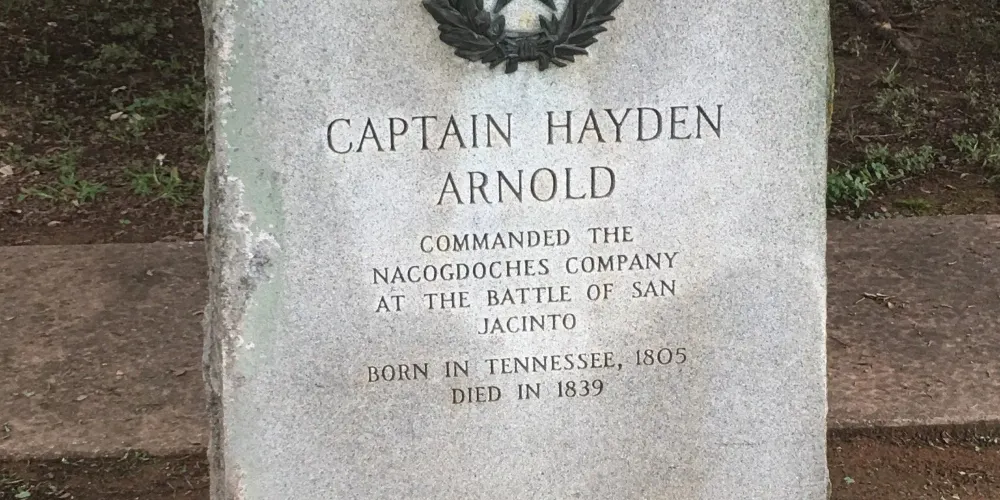 CAPTAIN HAYDEN
ARNOLD
COMMANDED THE
NACOGDOCHES COMPANY
AT THE BATTLE OF SAN
JACINTO
BORN IN TENNESSEE, 1805
DIED IN 1839